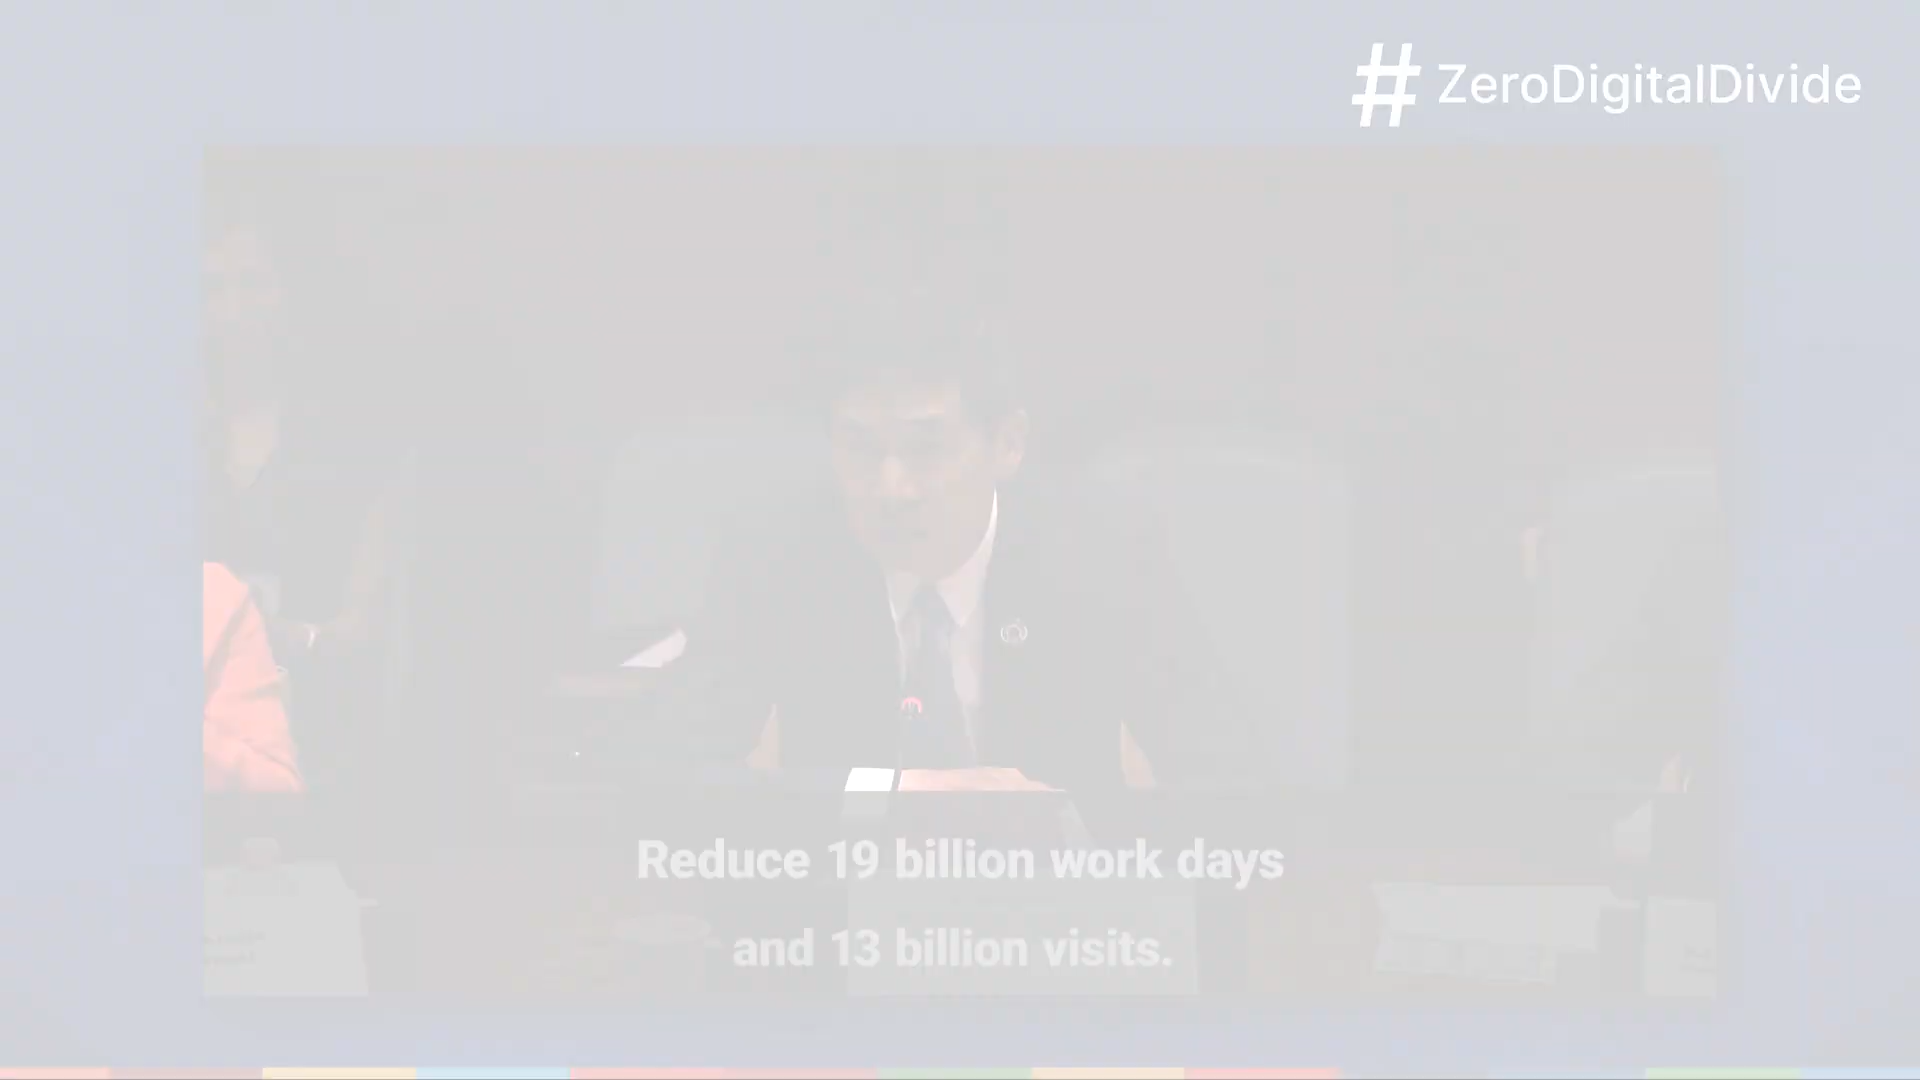 #ZeroDigitalDivide
Reduce 19 billion work days
and 13 billion visits.